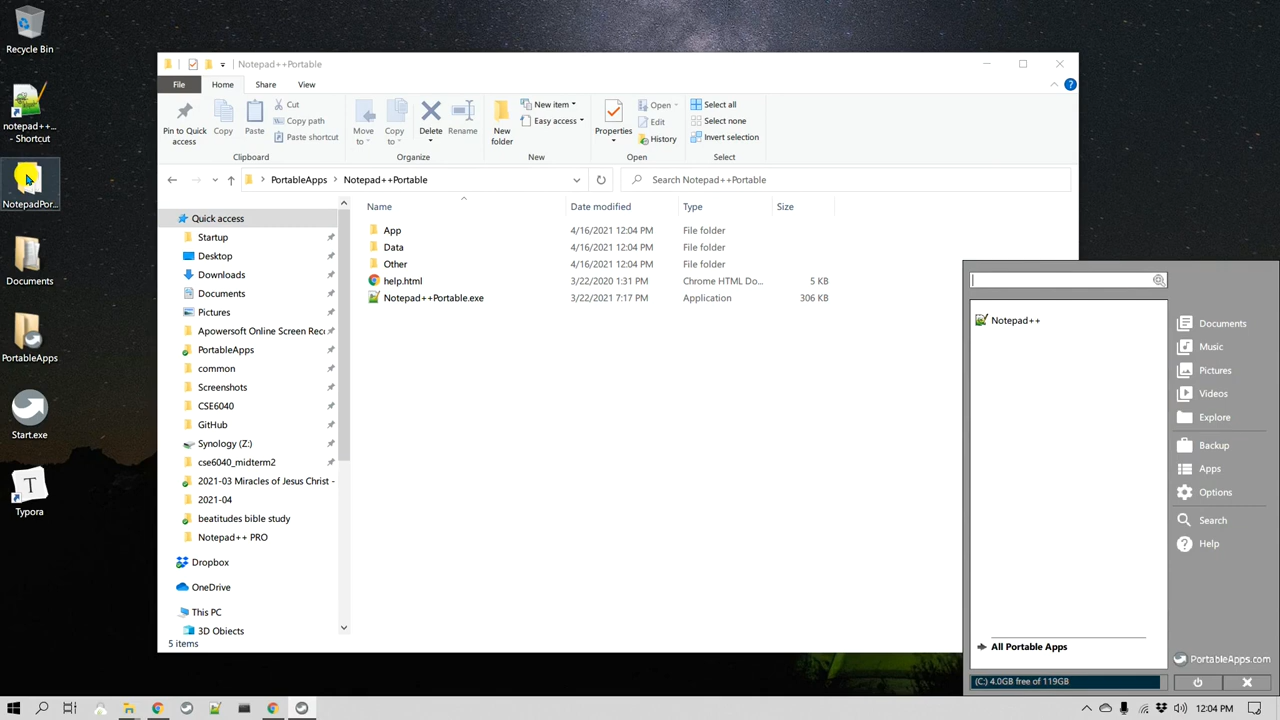 Recycle Bin
notepad++...
Shortcut
NotepadPor...
Documents
PortableApps
Start.exe
T
Typora
Notepad++Portable
File
Home
Share
View
Pin to Quick access
Copy
Paste
Cut
Copy path
Paste shortcut
Clipboard
Move to
Copy to
Delete
Rename
Organize
New folder
New item
Easy access
New
Properties
Open
Edit
History
Open
Select all
Select none
Invert selection
Select
PortableApps > Notepad++Portable
Search Notepad++Portable
Name Date modified Type Size
App 4/16/2021 12:04 PM File folder
Data 4/16/2021 12:04 PM File folder
Other 4/16/2021 12:04 PM File folder
help.html 3/22/2020 1:31 PM Chrome HTML Do... 5 KB
Notepad++Portable.exe 3/22/2021 7:17 PM Application 306 KB
Quick access
Startup
Desktop
Downloads
Documents
Pictures
Apowersoft Online Screen Rec
PortableApps
common
Screenshots
CSE6040
GitHub
Synology (Z:)
cse6040_midterm2
2021-03 Miracles of Jesus Christ -
2021-04
beatitudes bible study
Notepad++ PRO
Dropbox
OneDrive
This PC
3D Objects
5 items
Notepad++
All Portable Apps
(C:) 4.0GB free of 119GB
Documents
Music
Pictures
Videos
Explore
Backup
Apps
Options
Search
Help
PortableApps.com
12:04 PM